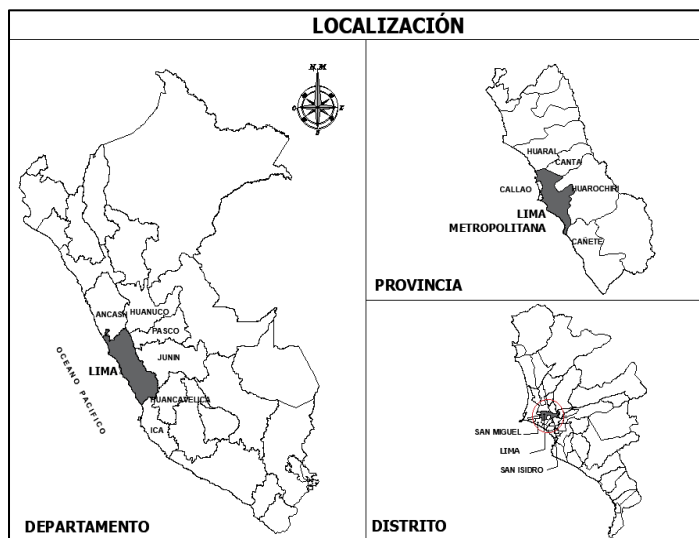 LOCALIZACIÓN
N.M
O
E
S
ANCASH
HUANUCO
PASCO
JUNIN
LIMA
HUANCAVELICA
ICA
OCEANO PACIFICO
DEPARTAMENTO
HUARAL
CANTA
CALLAO
HUAROCHIRI
LIMA
METROPOLITANA
CAÑETE
PROVINCIA
SAN MIGUEL
LIMA
SAN ISIDRO
DISTRITO